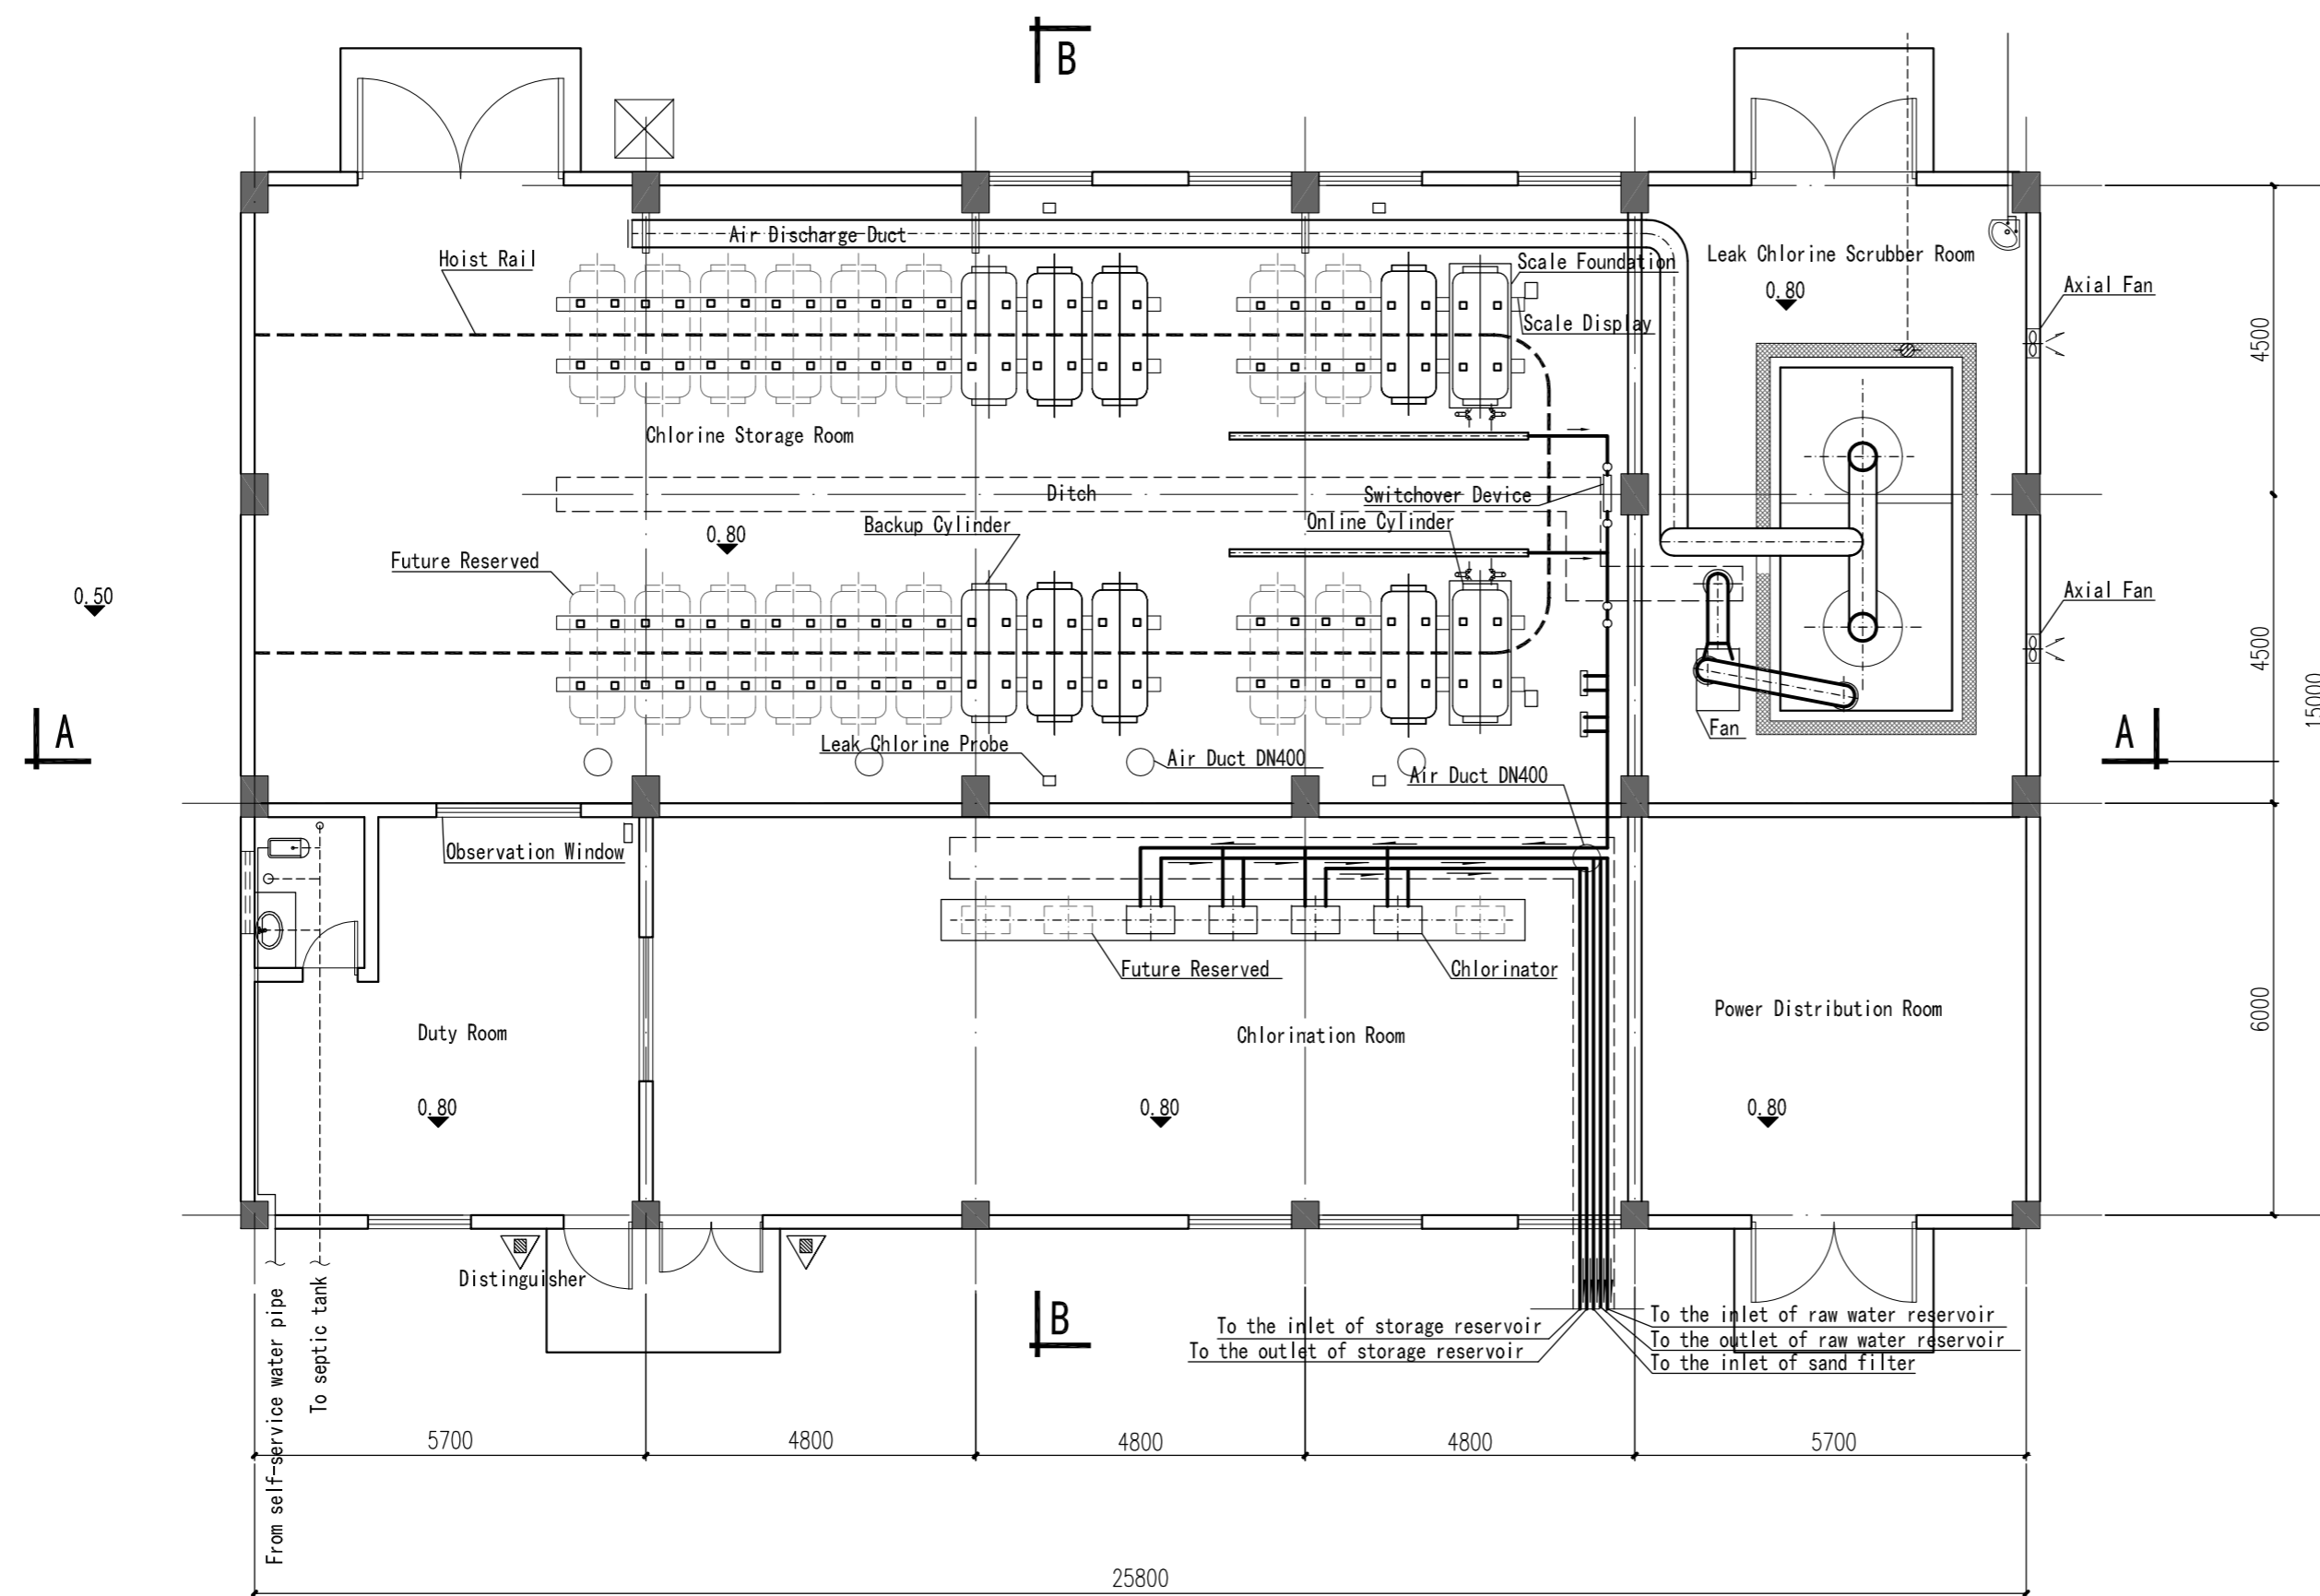 B
Air Discharge Duct
Hoist Rail
Scale Foundation
Leak Chlorine Scrubber Room
0.80
Axial Fan
Scale Display
4500
Chlorine Storage Room
Ditch
Switchover Device
Backup Cylinder
Online Cylinder
0.80
Future Reserved
0.50
Axial Fan
4500
15000
A
Leak Chlorine Probe
Air Duct DN400
Air Duct DN400
Fan
A
Observation Window
Future Reserved
Chlorinator
Duty Room
Chlorination Room
Power Distribution Room
6000
0.80
0.80
0.80
Distinguisher
B
To the inlet of storage reservoir
To the outlet of storage reservoir
To the inlet of raw water reservoir
To the outlet of raw water reservoir
To the inlet of sand filter
From self-service water pipe
To septic tank
5700
4800
4800
4800
5700
25800